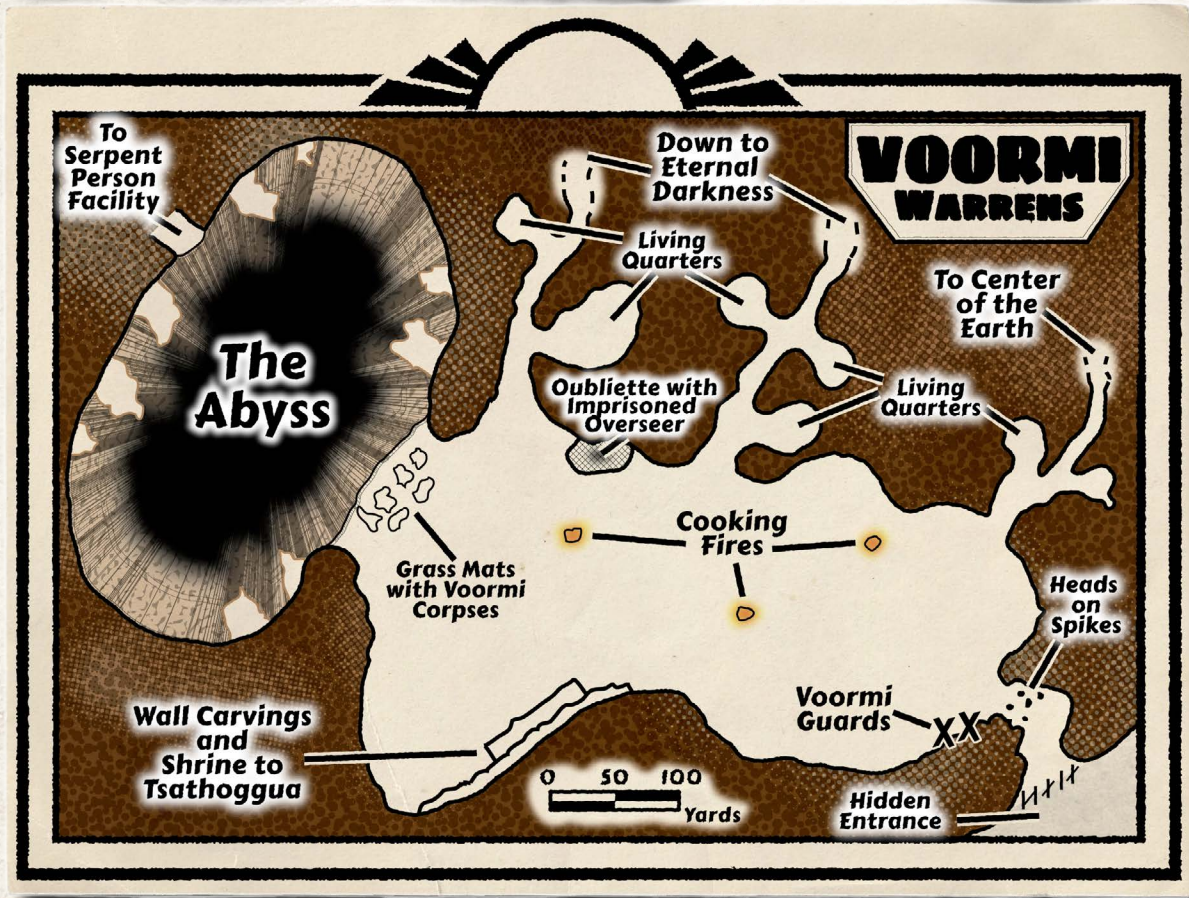 To
Serpent
Person
Facility
Down to
Eternal
Darkness
VOORMI
WARRENS
Living
Quarters
To Center
of the
Earth
The
Abyss
Oubliette with
Imprisoned
Overseer
Living
Quarters
Cooking
Fires
Grass Mats
with Voormi
Corpses
Heads
on
Spikes
Voormi
Guards
XX
Wall Carvings
and
Shrine to
Tsathoggua
0 50 100
Yards
Hidden
Entrance